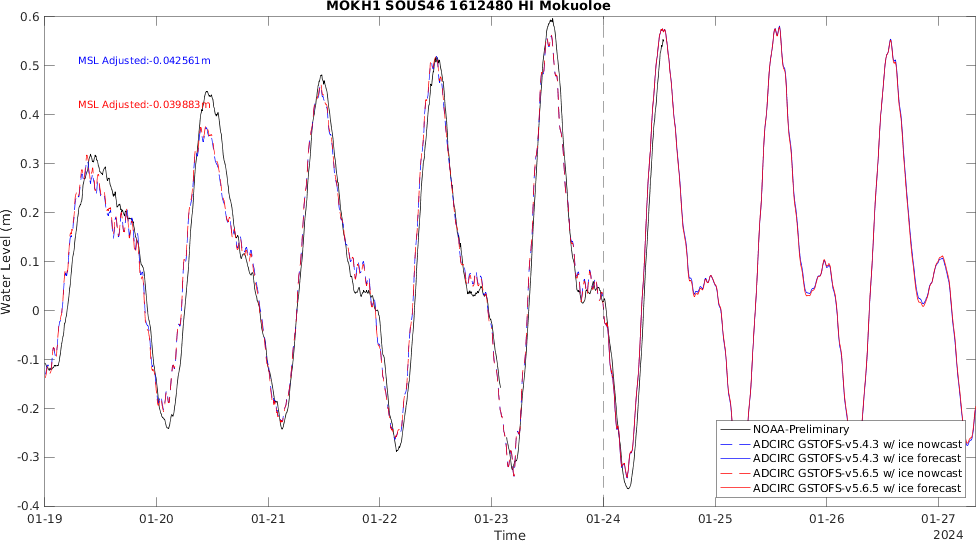 MOKH1 SOUS46 1612480 HI Mokuoloe
MSL Adjusted:-0.042561m
MSL Adjusted:-0.039883m
Water Level (m)
0.6
0.5
0.4
0.3
0.2
0.1
0
-0.1
-0.2
-0.3
-0.4
NOAA-Preliminary
ADCIRC GSTOFS-v5.4.3 w/ ice nowcast
ADCIRC GSTOFS-v5.4.3 w/ ice forecast
ADCIRC GSTOFS-v5.6.5 w/ ice nowcast
ADCIRC GSTOFS-v5.6.5 w/ ice forecast
01-19 01-20 01-21 01-22 01-23 01-24 01-25 01-26 01-27
Time
2024